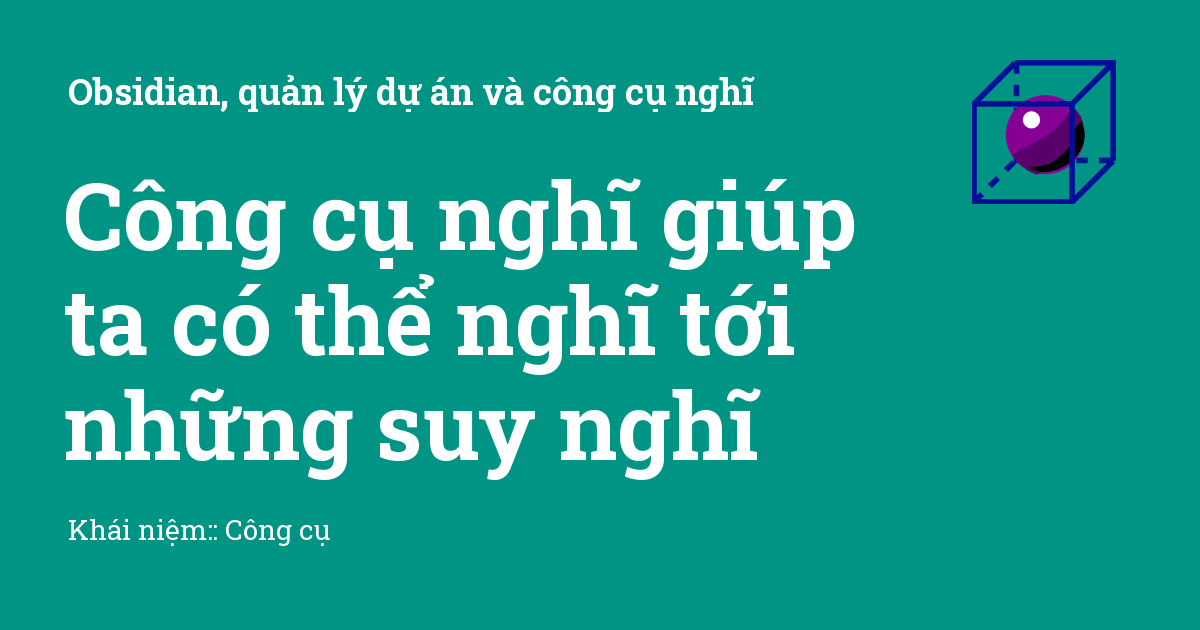 Obsidian, quản lý dự án và công cụ nghĩ
Công cụ nghĩ giúp
ta có thể nghĩ tới
những suy nghĩ
Khái niệm:: Công cụ